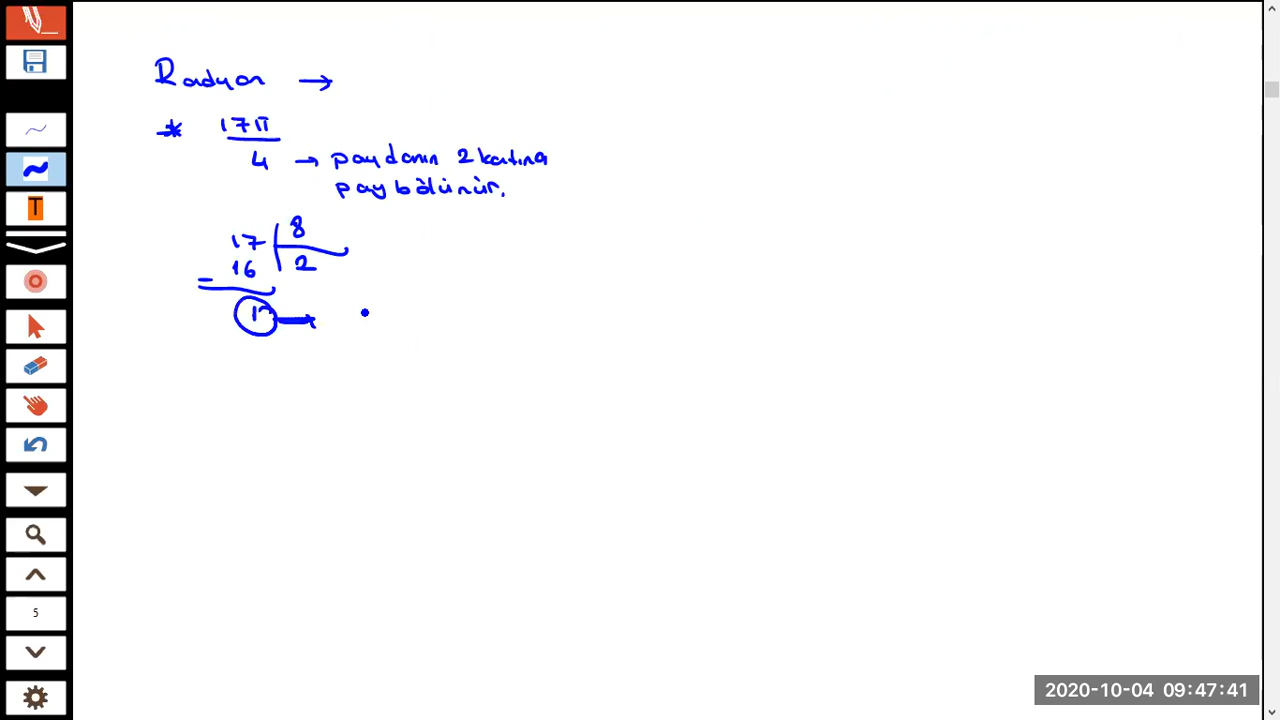 Radyan →
* 17π
4 → paydanın 2 katına
pay bölünür.
17 | 8
- 16 | 2
1 →
T
5
2020-10-04 09:47:41